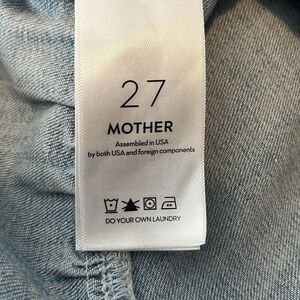 27
MOTHER
Assembled in USA
by both USA and foreign components
DO YOUR OWN LAUNDRY